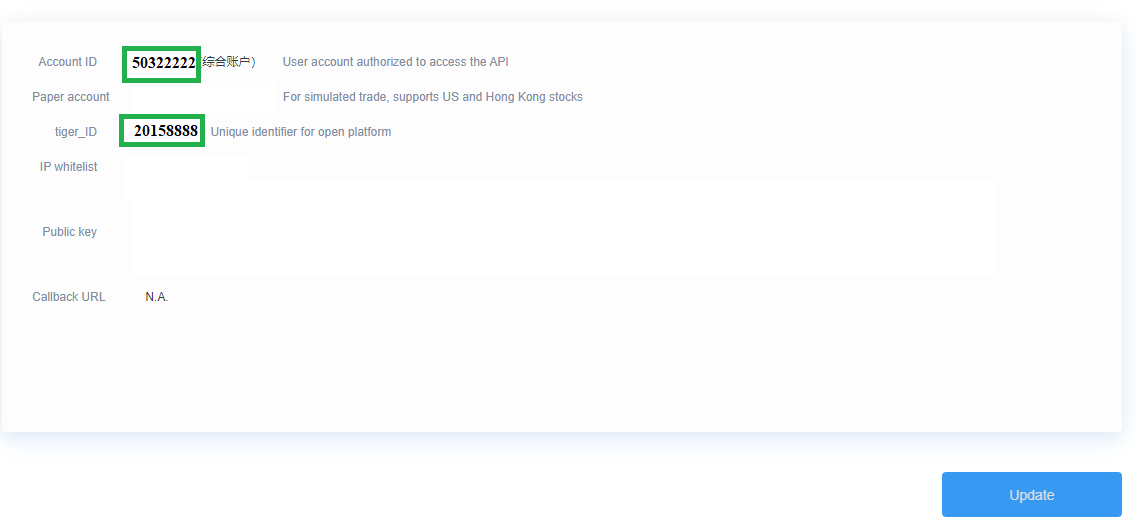 Account ID 50322222 综合账户） User account authorized to access the API
Paper account For simulated trade, supports US and Hong Kong stocks
tiger_ID 20158888 Unique identifier for open platform
IP whitelist
Public key
Callback URL N.A.
Update